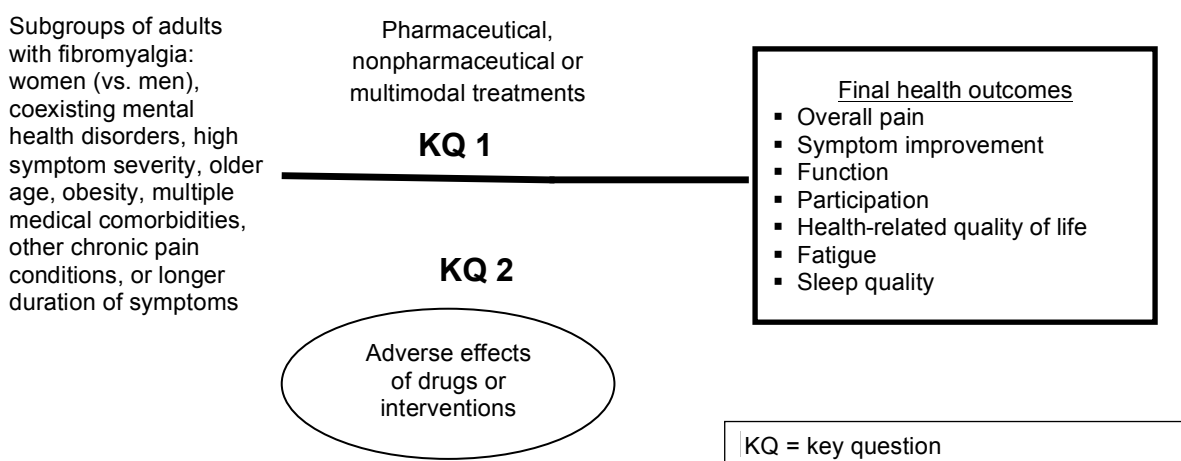 Subgroups of adults
with fibromyalgia:
women (vs. men),
coexisting mental
health disorders, high
symptom severity, older
age, obesity, multiple
medical comorbidities,
other chronic pain
conditions, or longer
duration of symptoms
Pharmaceutical,
nonpharmaceutical or
multimodal treatments
KQ 1
KQ 2
Adverse effects
of drugs or
interventions
Final health outcomes
▪ Overall pain
▪ Symptom improvement
▪ Function
▪ Participation
▪ Health-related quality of life
▪ Fatigue
▪ Sleep quality
KQ = key question